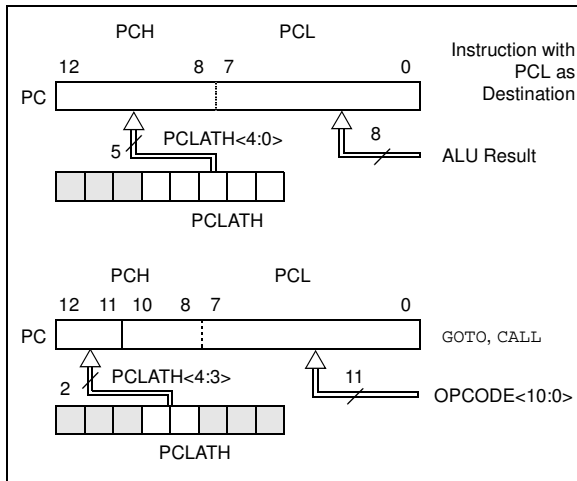 PCH PCL
12 8 7 0
Instruction with
PCL as
Destination
PC
5 PCLATH<4:0> 8
ALU Result
PCLATH
PCH PCL
12 11 10 8 7 0
PC GOTO, CALL
2 PCLATH<4:3> 11
OPCODE<10:0>
PCLATH